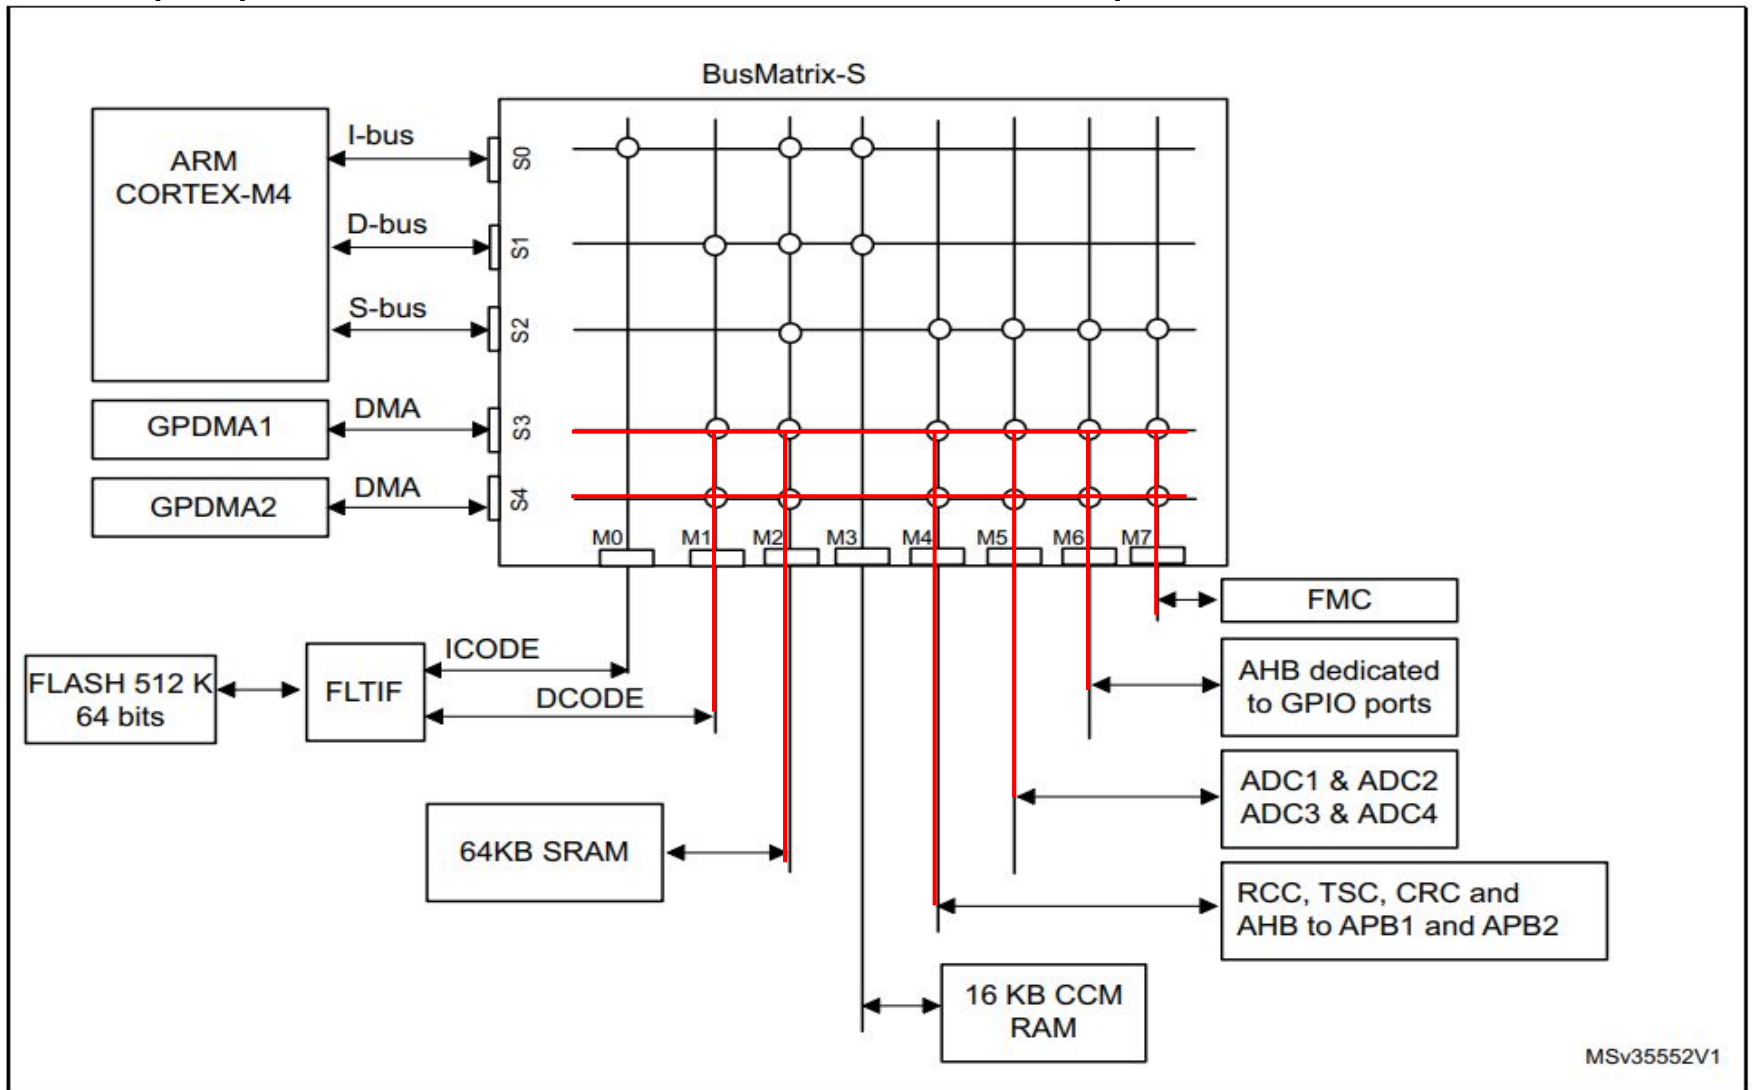 BusMatrix-S
ARM
CORTEX-M4
I-bus
S0
D-bus
S1
S-bus
S2
GPDMA1
DMA
S3
GPDMA2
DMA
S4
M0
M1
M2
M3
M4
M5
M6
M7
FMC
ICODE
FLASH 512 K
64 bits
FLTIF
DCODE
AHB dedicated
to GPIO ports
ADC1 & ADC2
ADC3 & ADC4
64KB SRAM
RCC, TSC, CRC and
AHB to APB1 and APB2
16 KB CCM
RAM
MSv35552V1